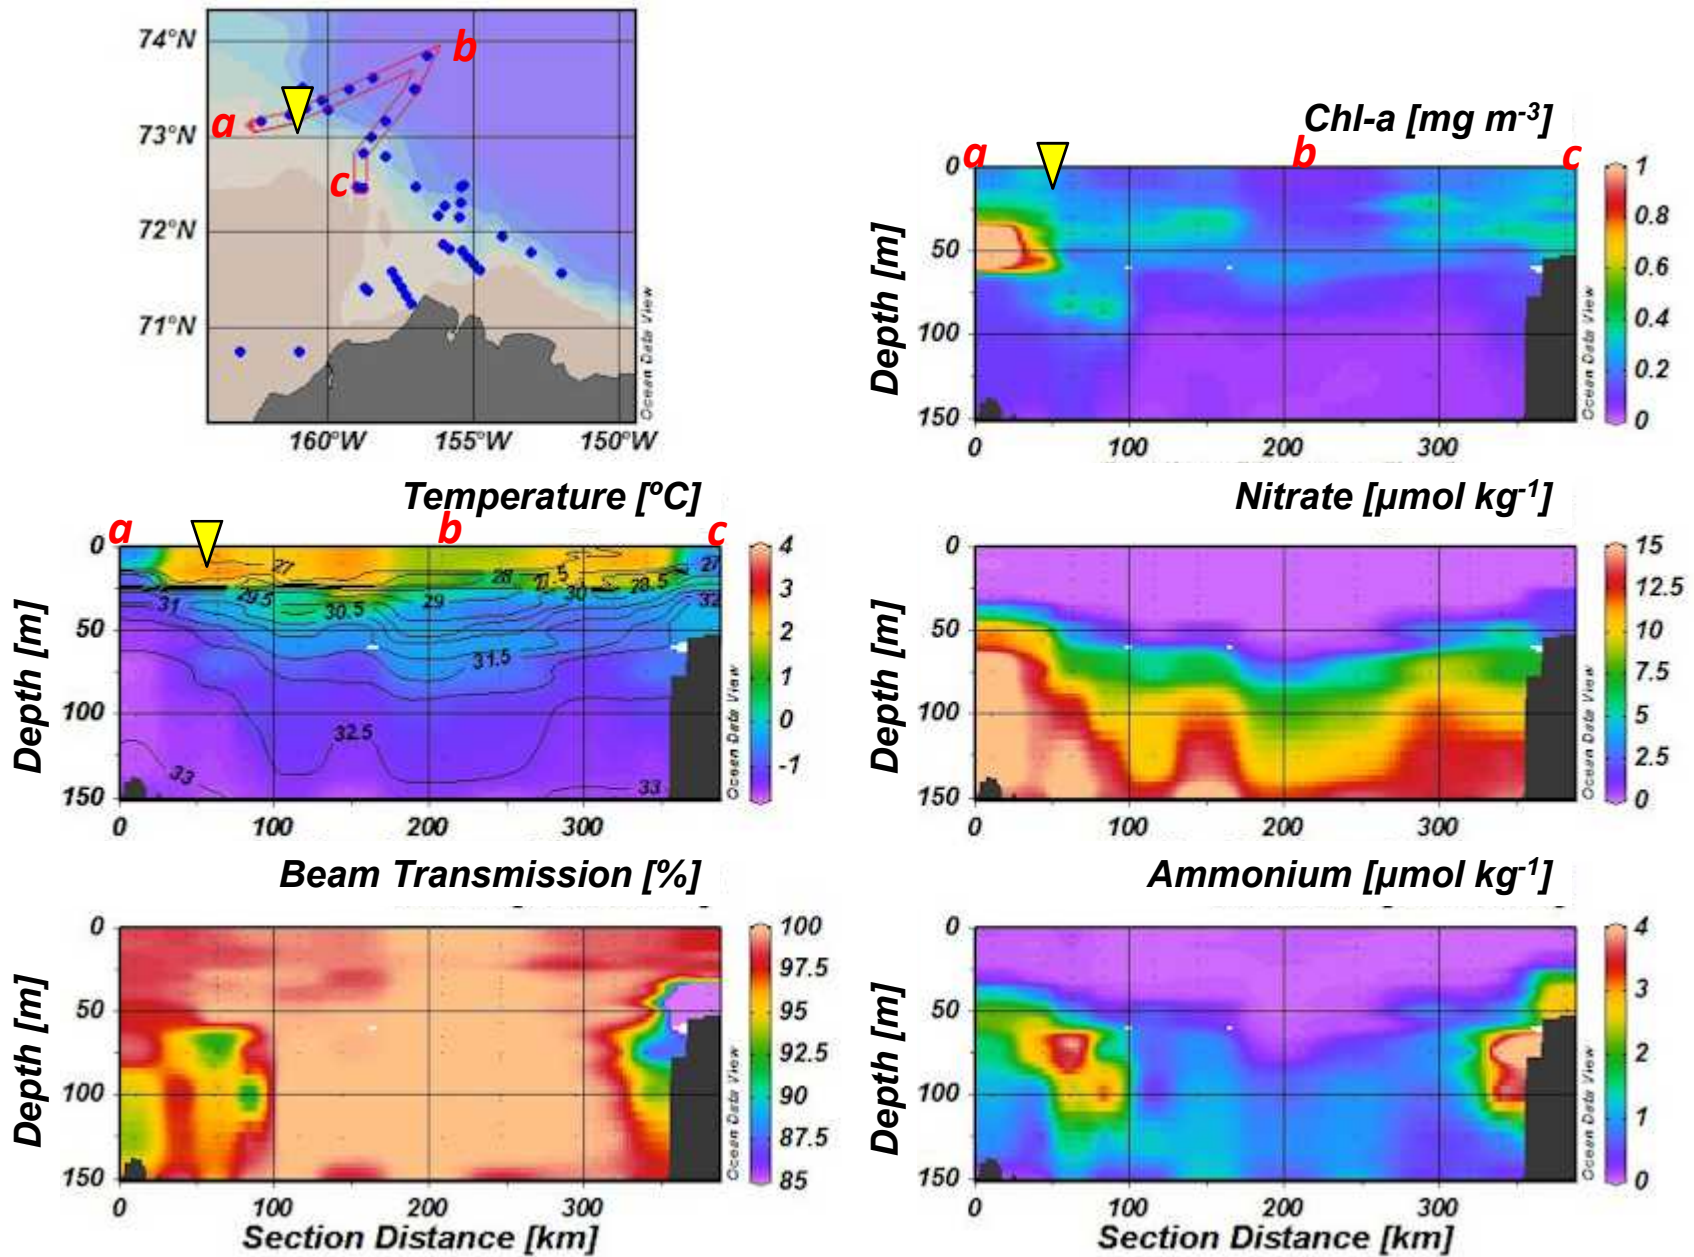 74°N
73°N
72°N
71°N
160°W
155°W
150°W
a
b
c
Ocean Data View
Chl-a [mg m-3]
a
b
c
Depth [m]
0
50
100
150
0
100
200
300
1
0.8
0.6
0.4
0.2
0
Ocean Data View
Temperature [ºC]
a
b
c
Depth [m]
0
50
100
150
0
100
200
300
27
28
27.5
27
29.5
29
30
28.5
31
30.5
32
31.5
32.5
33
33
4
3
2
1
0
-1
Ocean Data View
Nitrate [µmol kg-1]
Depth [m]
0
50
100
150
0
100
200
300
15
12.5
10
7.5
5
2.5
0
Ocean Data View
Beam Transmission [%]
Depth [m]
0
50
100
150
0
100
200
300
Section Distance [km]
100
97.5
95
92.5
90
87.5
85
Ocean Data View
Ammonium [µmol kg-1]
Depth [m]
0
50
100
150
0
100
200
300
Section Distance [km]
4
3
2
1
0
Ocean Data View